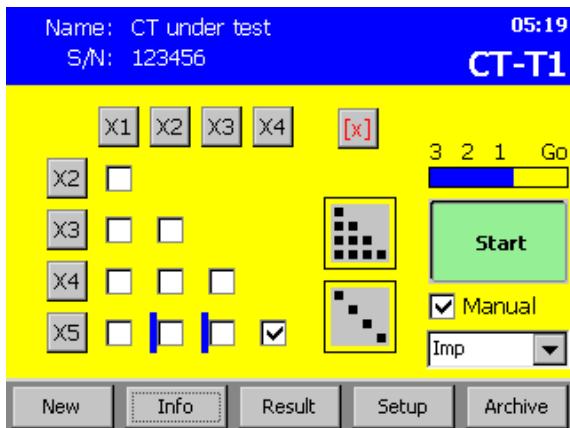 Name: CT under test
05:19
S/N: 123456
CT-T1
X1 X2 X3 X4 [x]
3 2 1 Go
X2
X3
Start
X4
Manual
X5
Imp
New Info Result Setup Archive